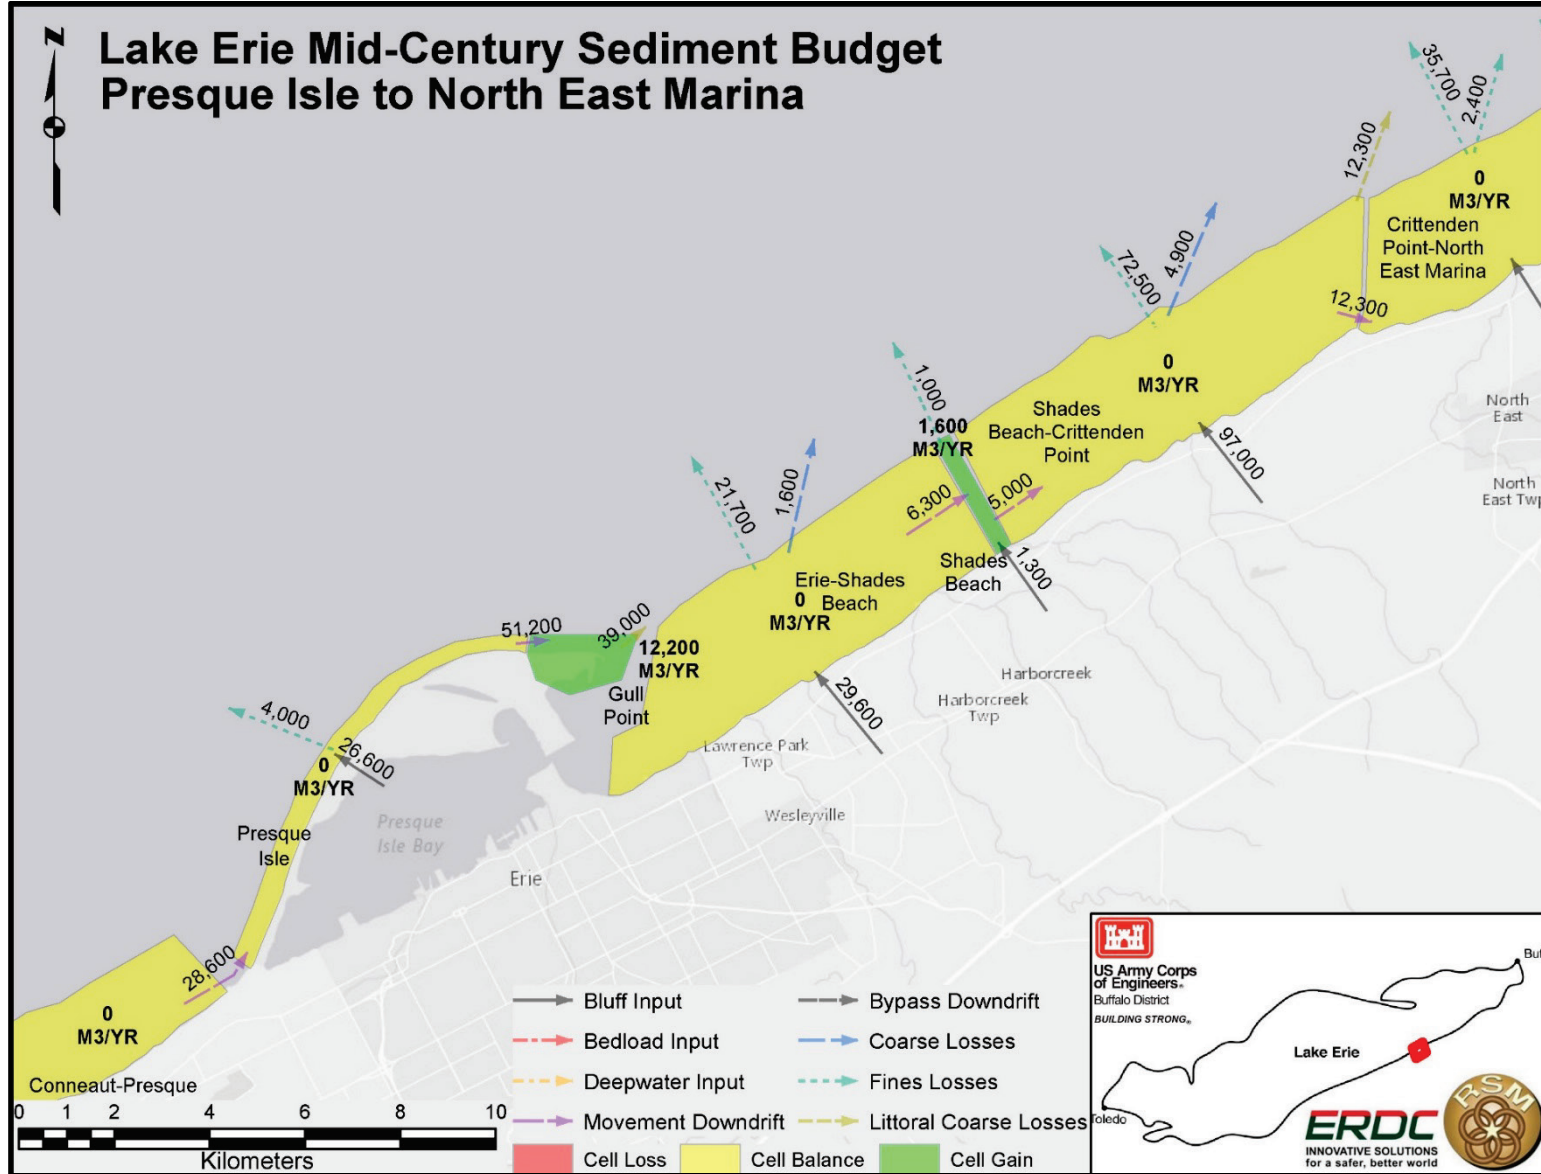 Lake Erie Mid-Century Sediment Budget
Presque Isle to North East Marina
N
35,700
2,400
12,300
0
M3/YR
Crittenden
Point-North
East Marina
12,300
4,900
72,500
0
M3/YR
Shades
Beach-Crittenden
Point
97,000
North
East
North
East Twp
1,000
1,600
M3/YR
6,300
5,000
Shades
Beach
1,300
21,700
1,600
Erie-Shades
Beach
0
M3/YR
29,600
51,200
39,000
12,200
M3/YR
Gull
Point
Harborcreek
Harborcreek
Twp
Lawrence Park
Twp
Wesleyville
4,000
26,600
0
M3/YR
Presque
Isle
Presque
Isle Bay
Erie
28,600
0
M3/YR
Conneaut-Presque
0 1 2 4 6 8 10
Kilometers
Bluff Input
Bedload Input
Deepwater Input
Movement Downdrift
Bypass Downdrift
Coarse Losses
Fines Losses
Littoral Coarse Losses
Cell Loss
Cell Balance
Cell Gain
US Army Corps
of Engineers®
Buffalo District
BUILDING STRONG®
Lake Erie
Buf
Toledo
ERDC
INNOVATIVE SOLUTIONS
for a safer, better world
RSM